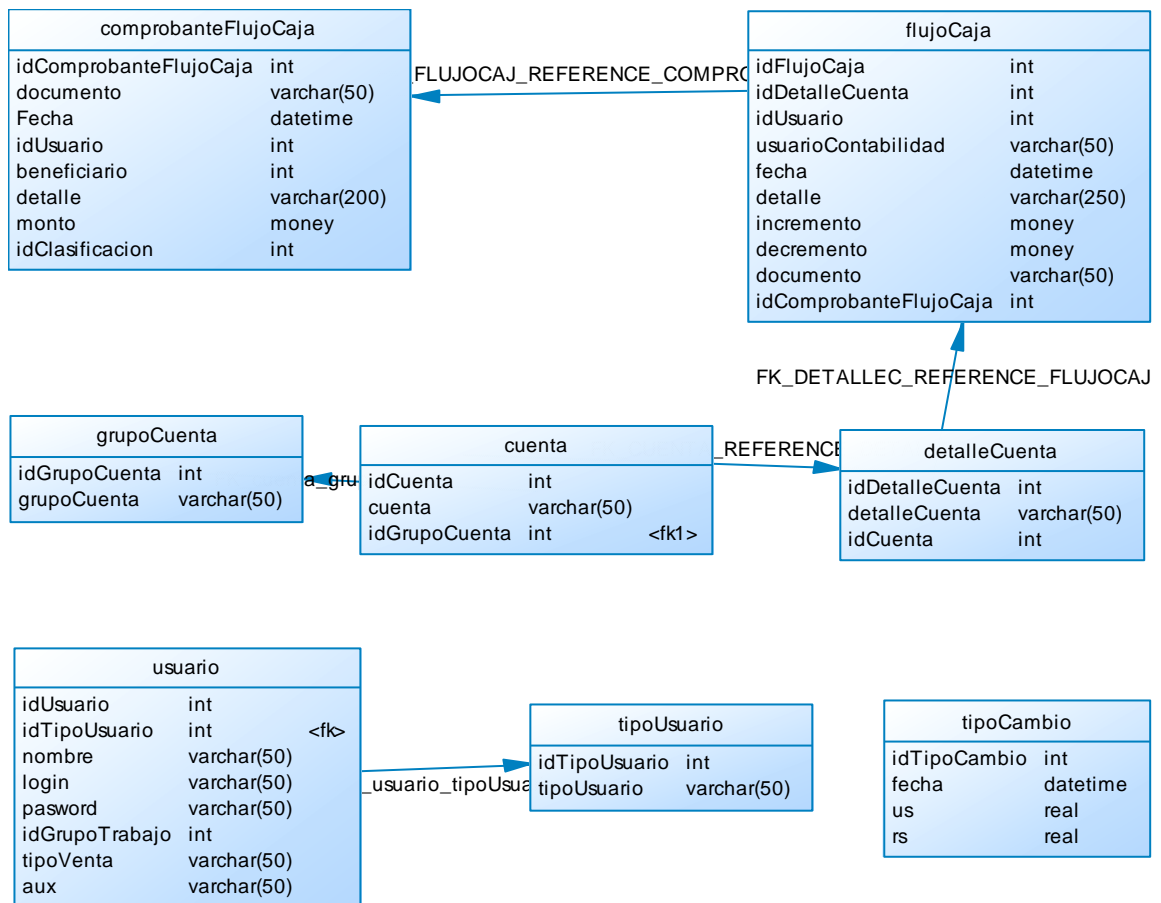 comprobanteFlujoCaja
idComprobanteFlujoCaja int
documento varchar(50)
Fecha datetime
idUsuario int
beneficiario int
detalle varchar(200)
monto money
idClasificacion int
_FLUJOCAJ_REFERENCE_COMPRO
flujoCaja
idFlujoCaja int
idDetalleCuenta int
idUsuario int
usuarioContabilidad varchar(50)
fecha datetime
detalle varchar(250)
incremento money
decremento money
documento varchar(50)
idComprobanteFlujoCaja int
FK_DETALLEC_REFERENCE_FLUJOCAJ
grupoCuenta
idGrupoCuenta int
grupoCuenta varchar(50)
a_gru
cuenta
idCuenta int
cuenta varchar(50)
idGrupoCuenta int <fk1>
_REFERENCE
detalleCuenta
idDetalleCuenta int
detalleCuenta varchar(50)
idCuenta int
usuario
idUsuario int
idTipoUsuario int <fk>
nombre varchar(50)
login varchar(50)
pasword varchar(50)
idGrupoTrabajo int
tipoVenta varchar(50)
aux varchar(50)
_usuario_tipoUsua
tipoUsuario
idTipoUsuario int
tipoUsuario varchar(50)
tipoCambio
idTipoCambio int
fecha datetime
us real
rs real